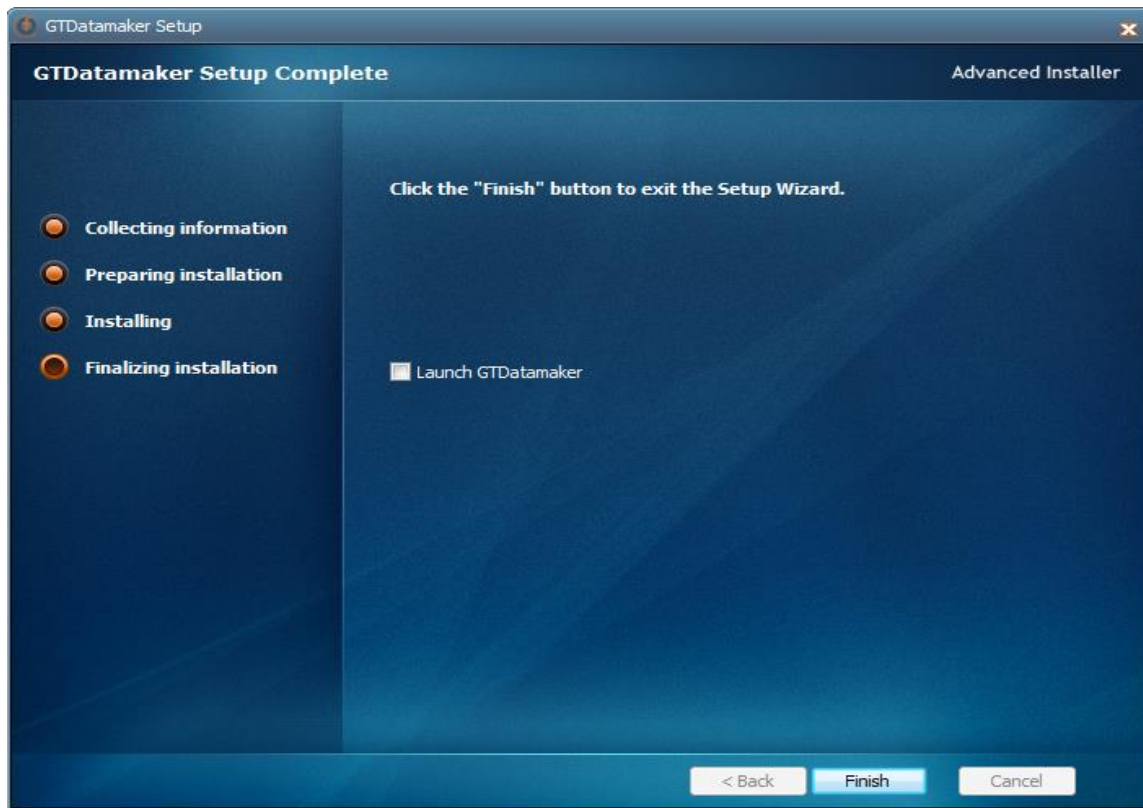 GTDatamaker Setup
GTDatamaker Setup Complete
Advanced Installer
Click the "Finish" button to exit the Setup Wizard.
Collecting information
Preparing installation
Installing
Finalizing installation
Launch GTDatamaker
< Back
Finish
Cancel